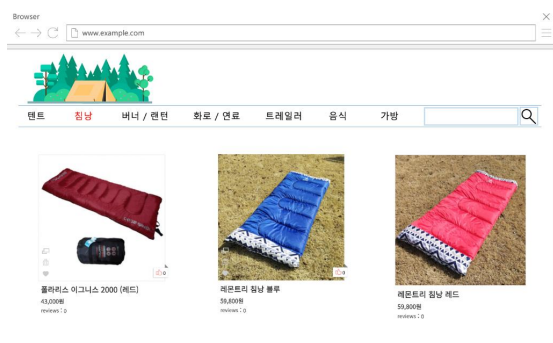 Browser
www.example.com
텐트 침낭 버너 / 랜턴 화로 / 연료 트레일러 음식 가방
폴라리스 이그니스 2000 (레드)
43,000원
reviews : 0
레몬트리 침낭 블루
59,800원
reviews : 0
레몬트리 침낭 레드
59,800원
reviews : 0
0
0